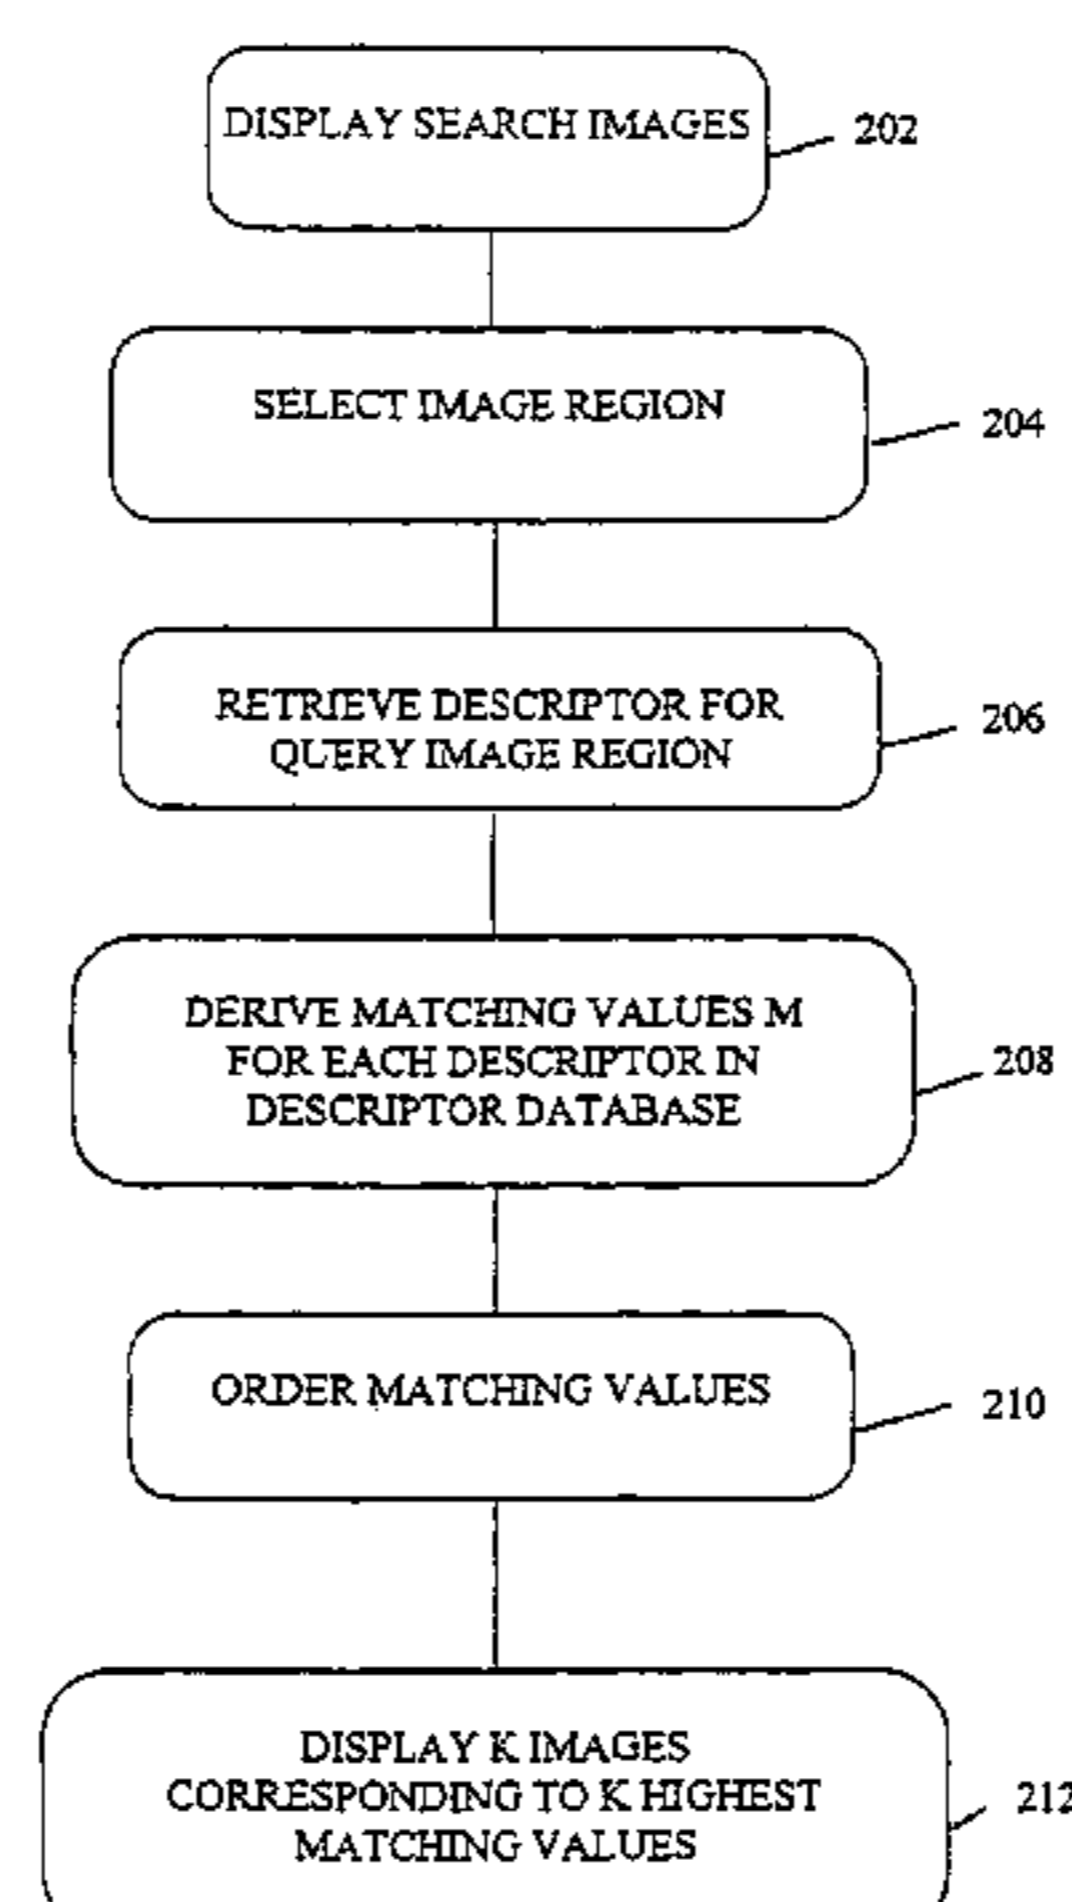 DISPLAY SEARCH IMAGES
202
SELECT IMAGE REGION
204
RETRIEVE DESCRIPTOR FOR
QUERY IMAGE REGION
206
DERIVE MATCHING VALUES M
FOR EACH DESCRIPTOR IN
DESCRIPTOR DATABASE
208
ORDER MATCHING VALUES
210
DISPLAY K IMAGES
CORRESPONDING TO K HIGHEST
MATCHING VALUES
212